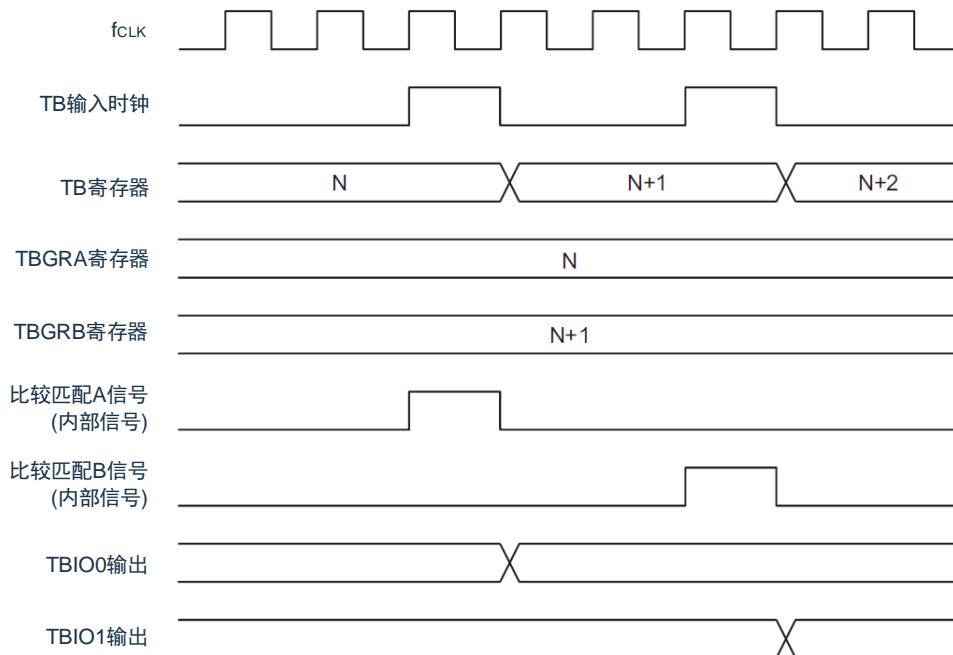 fCLK
TB输入时钟
TB寄存器
N
N+1
N+2
TBGRA寄存器
N
TBGRB寄存器
N+1
比较匹配A信号
(内部信号)
比较匹配B信号
(内部信号)
TBIO0输出
TBIO1输出